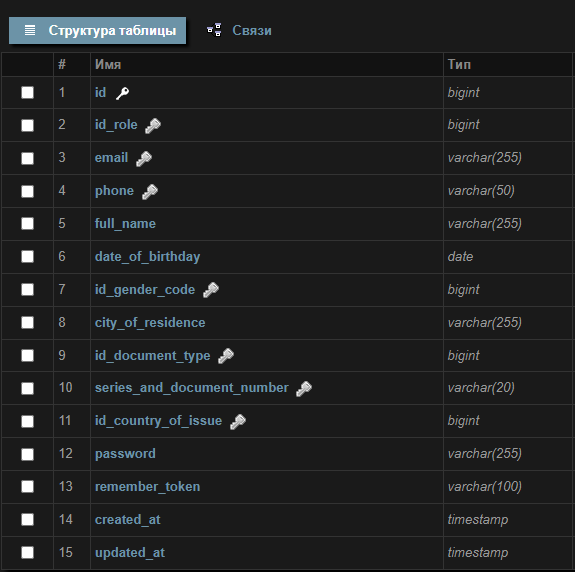 Структура таблицы Связи
# Имя Тип
1 id bigint
2 id_role bigint
3 email varchar(255)
4 phone varchar(50)
5 full_name varchar(255)
6 date_of_birthday date
7 id_gender_code bigint
8 city_of_residence varchar(255)
9 id_document_type bigint
10 series_and_document_number varchar(20)
11 id_country_of_issue bigint
12 password varchar(255)
13 remember_token varchar(100)
14 created_at timestamp
15 updated_at timestamp